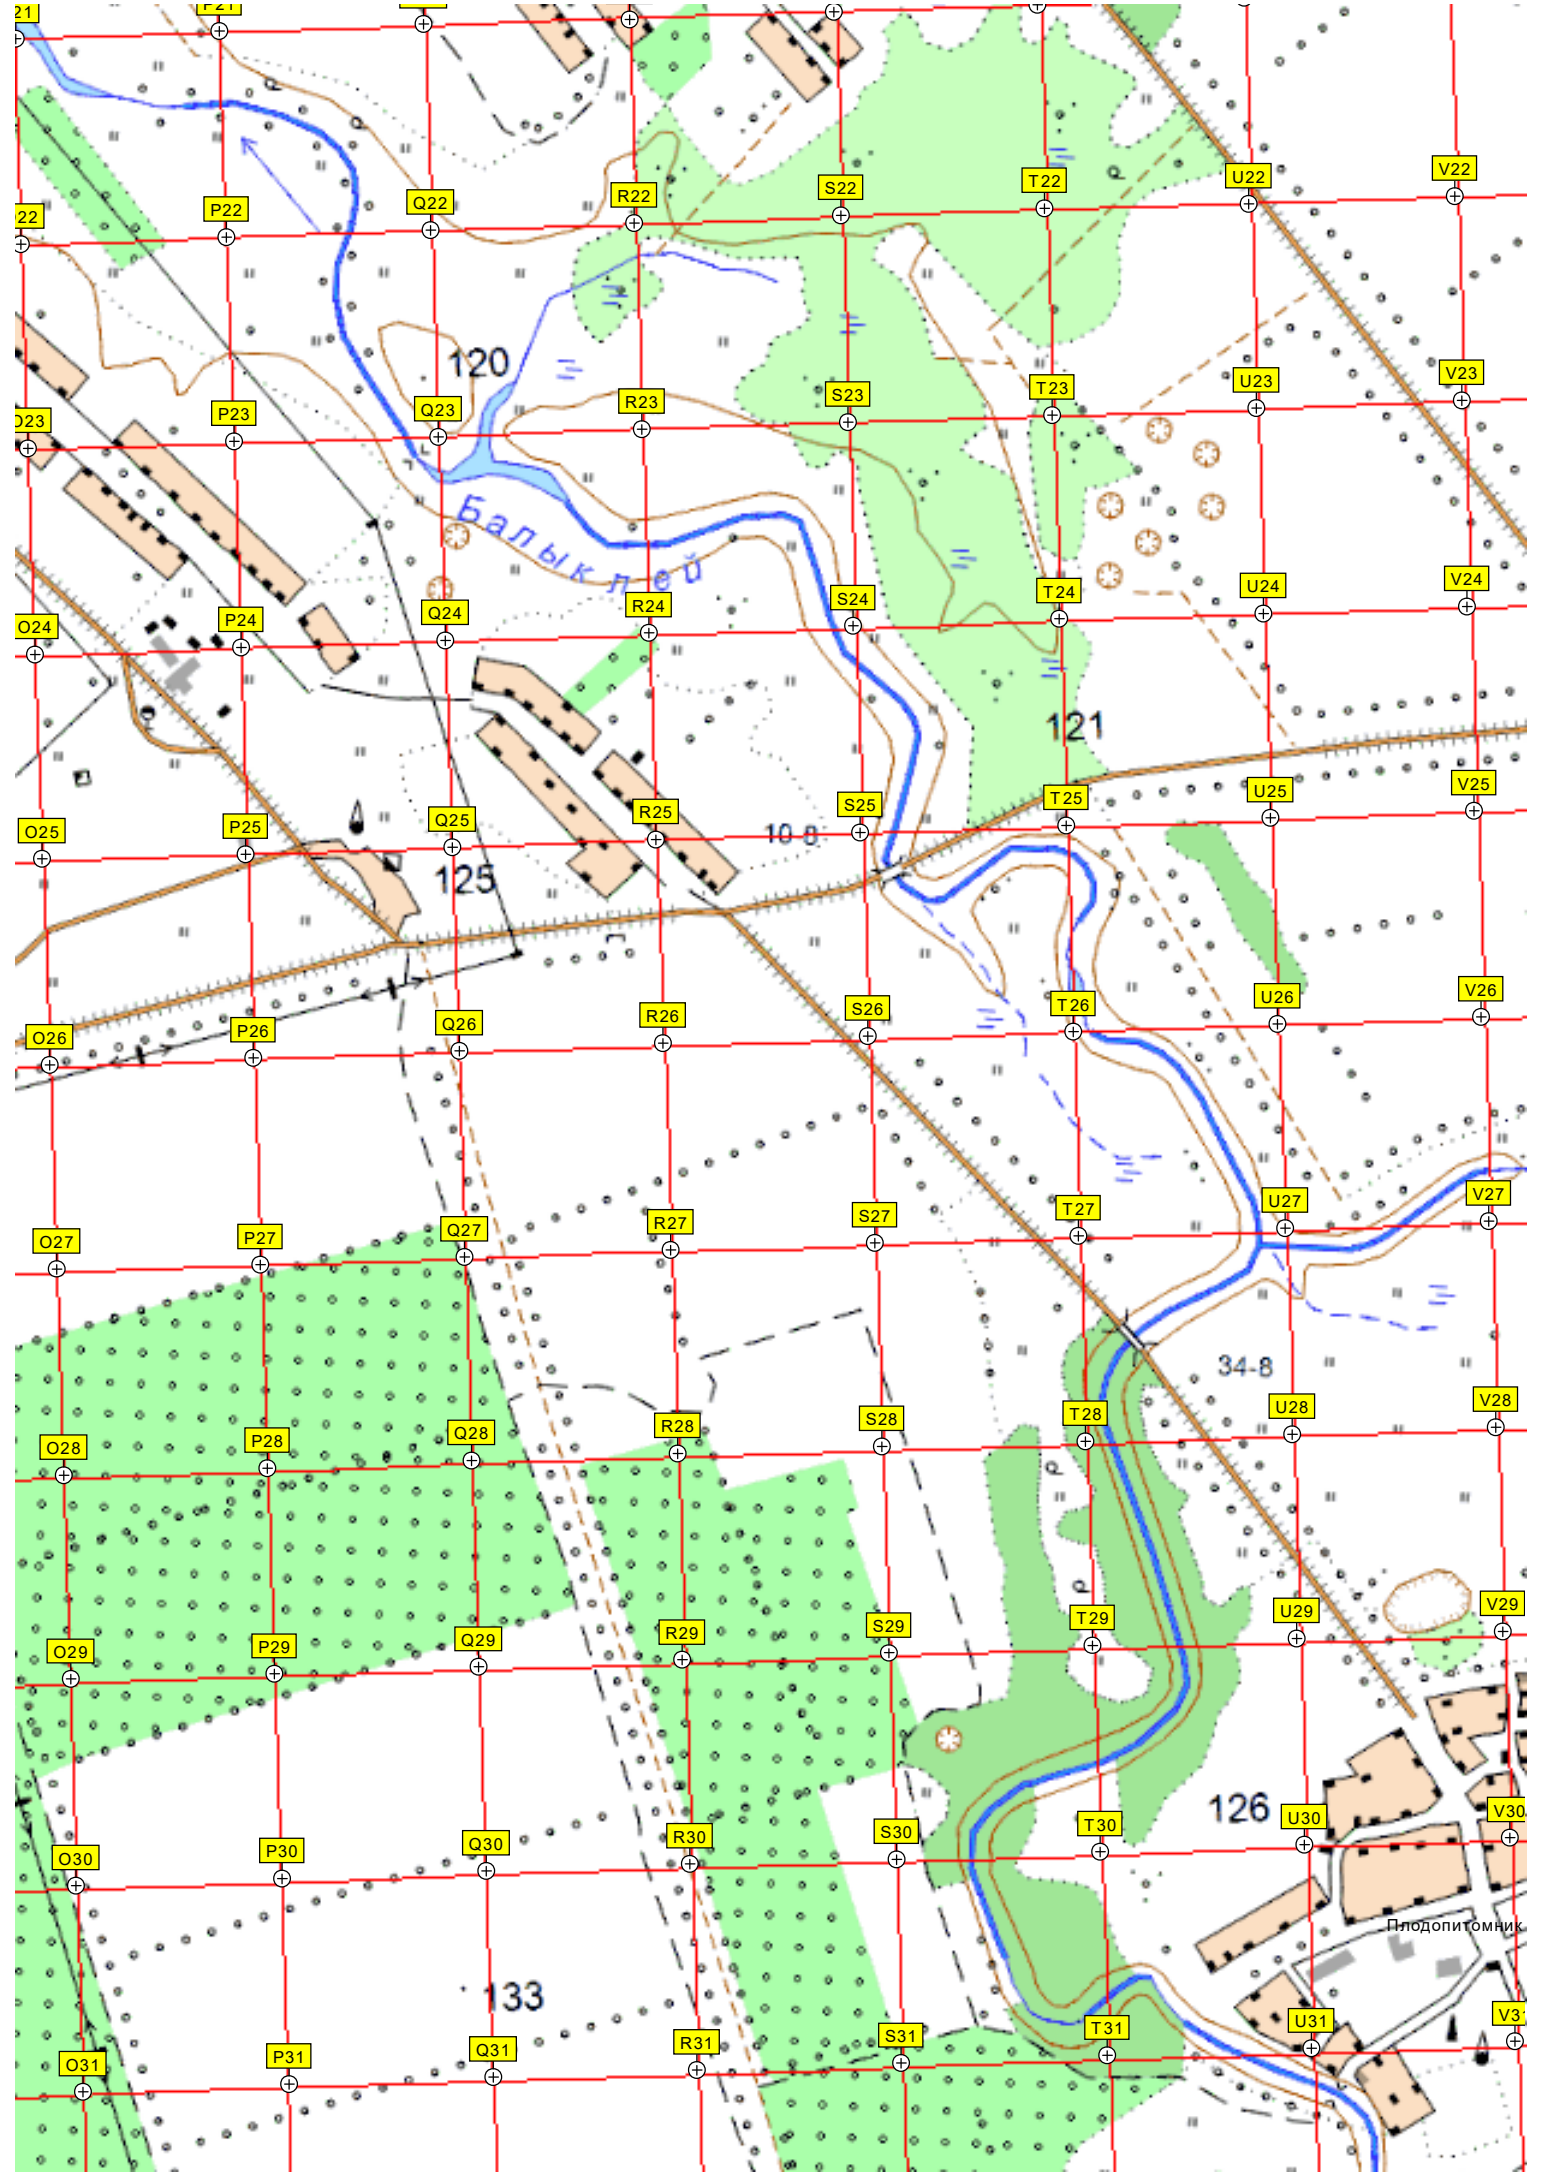 21 P21
22 P22 Q22 R22 S22 T22 U22 V22
120
O23 P23 Q23 R23 S23 T23 U23 V23
Балыклей
O24 P24 Q24 R24 S24 T24 U24 V24
121
O25 P25 Q25 R25 S25 T25 U25 V25
10-8
125
O26 P26 Q26 R26 S26 T26 U26 V26
O27 P27 Q27 R27 S27 T27 U27 V27
34-8
O28 P28 Q28 R28 S28 T28 U28 V28
р
р
O29 P29 Q29 R29 S29 T29 U29 V29
126
O30 P30 Q30 R30 S30 T30 U30 V30
Плодопитомник
133
O31 P31 Q31 R31 S31 T31 U31 V31